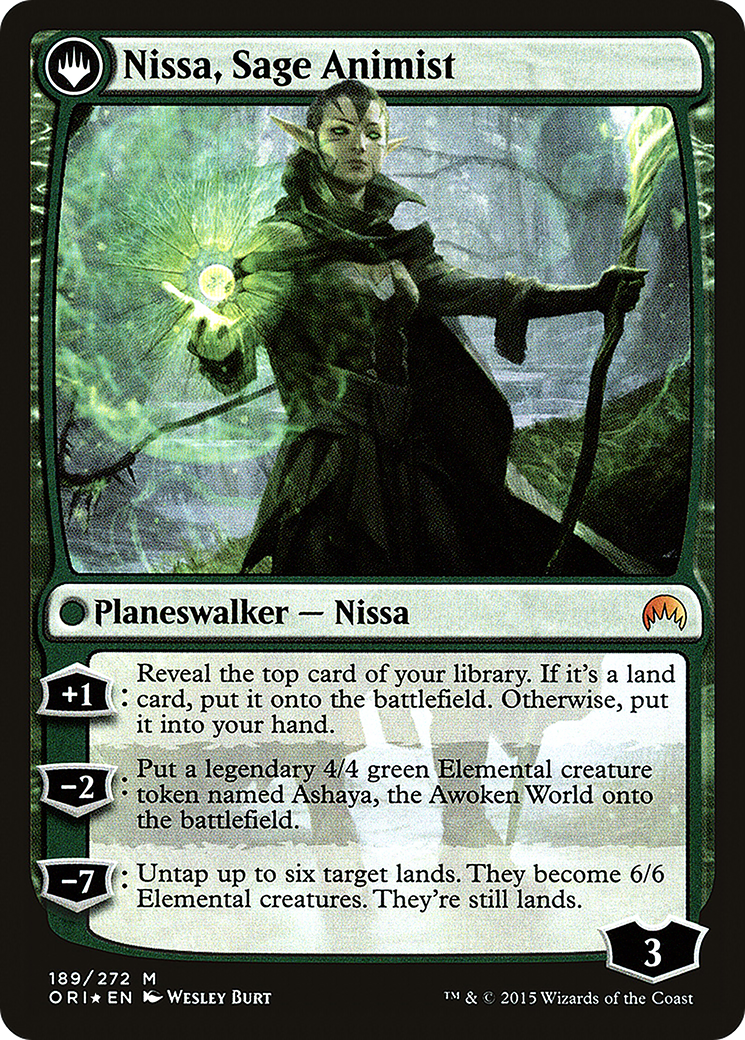 Nissa, Sage Animist
Planeswalker — Nissa
+1
: Reveal the top card of your library. If it's a land
card, put it onto the battlefield. Otherwise, put
it into your hand.
−2
: Put a legendary 4/4 green Elemental creature
token named Ashaya, the Awoken World onto
the battlefield.
−7
: Untap up to six target lands. They become 6/6
Elemental creatures. They're still lands.
3
189/272 M
ORI★EN Wesley Burt
™ & © 2015 Wizards of the Coast